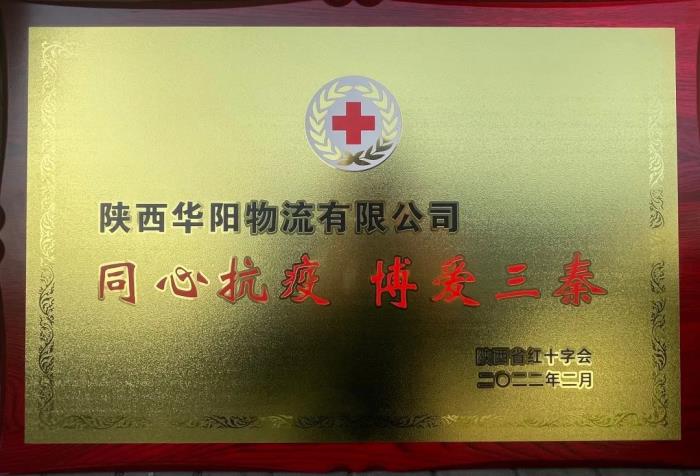 陕西华阳物流有限公司
同心抗疫 博爱三秦
陕西省红十字会
二〇二二年二月